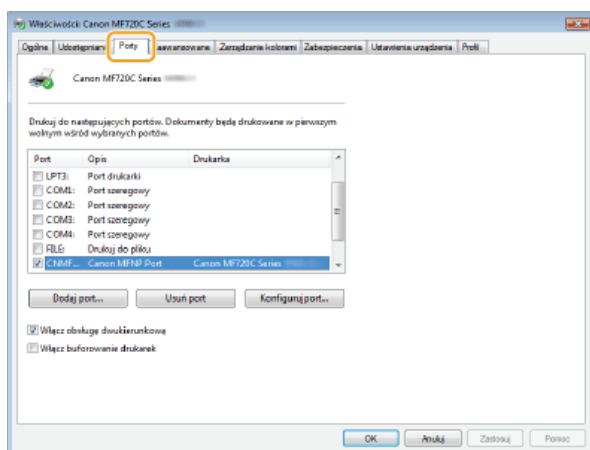 Właściwości: Canon MF720C Series
Ogólne Udostępniani Porty aawansowane Zarządzanie kolorami Zabezpieczenia Ustawienia urządzenia Profil
Canon MF720C Series
Drukuj do następujących portów. Dokumenty będą drukowane w pierwszym
wolnym wśród wybranych portów.
Port Opis Drukarka
LPT3: Port drukarki
COM1: Port szeregowy
COM2: Port szeregowy
COM3: Port szeregowy
COM4: Port szeregowy
FILE: Drukuj do pliku
CNMF... Canon MFNP Port Canon MF720C Series
Dodaj port... Usuń port Konfiguruj port...
Włącz obsługę dwukierunkową
Włącz buforowanie drukarek
OK Anuluj Zastosuj Pomoc